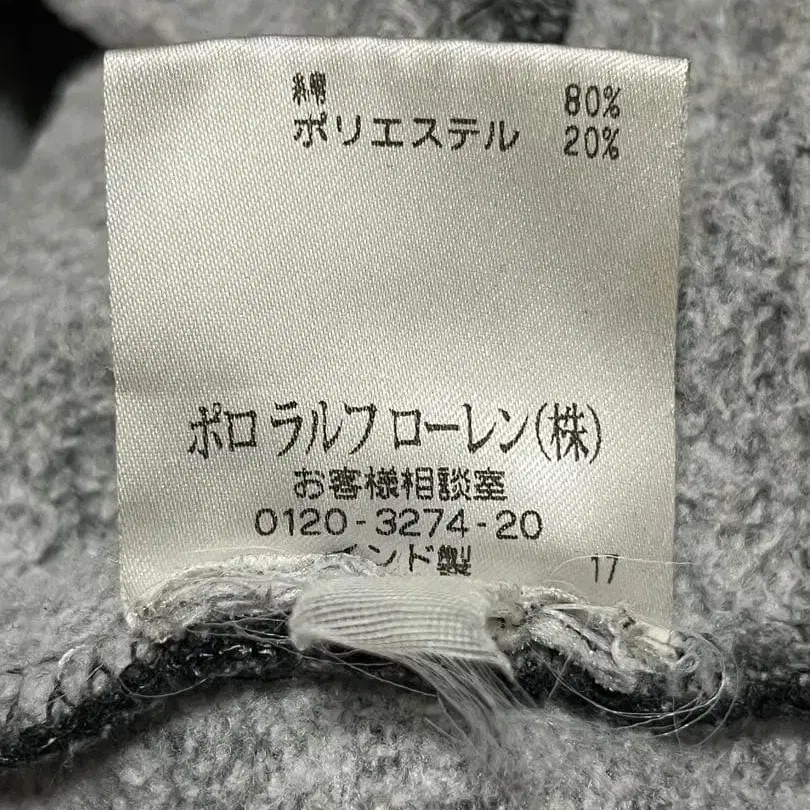 綿 80%
ポリエステル 20%
ポロ ラルフ ローレン(株)
お客様相談室
0120-3274-20
インド製 17